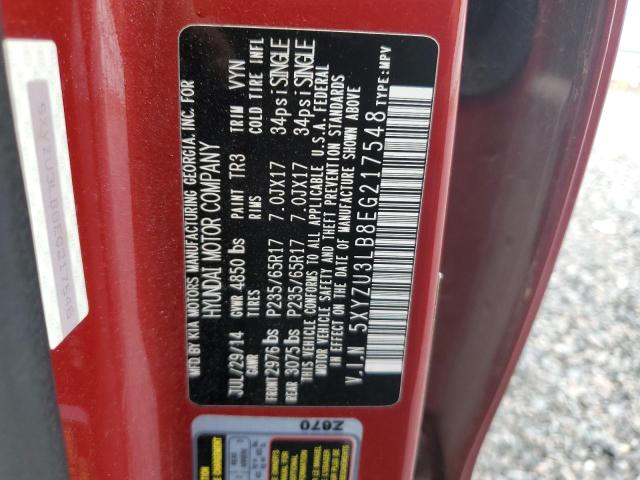 MFD.BY KIA MOTORS MANUFACTURING GEORGIA. INC. FOR
HYUNDAI MOTOR COMPANY
JUL/29/14 GVWR 4850 lbs PAINT TR3 TRIM VYN
GAWR TIRES RIMS COLD TIRE INFL
FRONT 2976 lbs P235/65R17 7.0JX17 34psi SINGLE
REAR 3075 lbs P235/65R17 7.0JX17 34psi SINGLE
THIS VEHICLE CONFORMS TO ALL APPLICABLE U.S.A. FEDERAL
MOTOR VEHICLE SAFETY AND THEFT PREVENTION STANDARDS
IN EFFECT ON THE DATE OF MANUFACTURE SHOWN ABOVE
V.I.N 5XYZU3LB8EG217548 TYPE:MPV
5XYZU3LB8EG217548
Z670